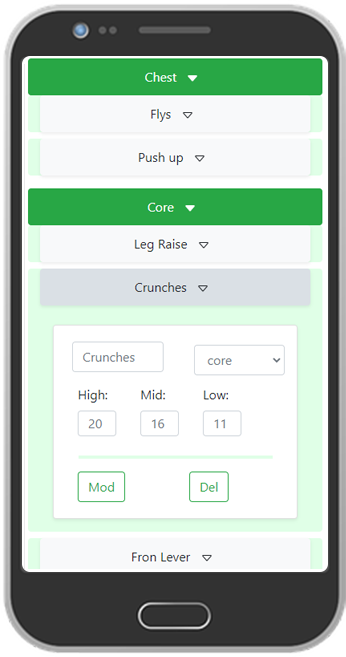 Chest
Flys
Push up
Core
Leg Raise
Crunches
Crunches core
High: Mid: Low:
20 16 11
Mod Del
Fron Lever